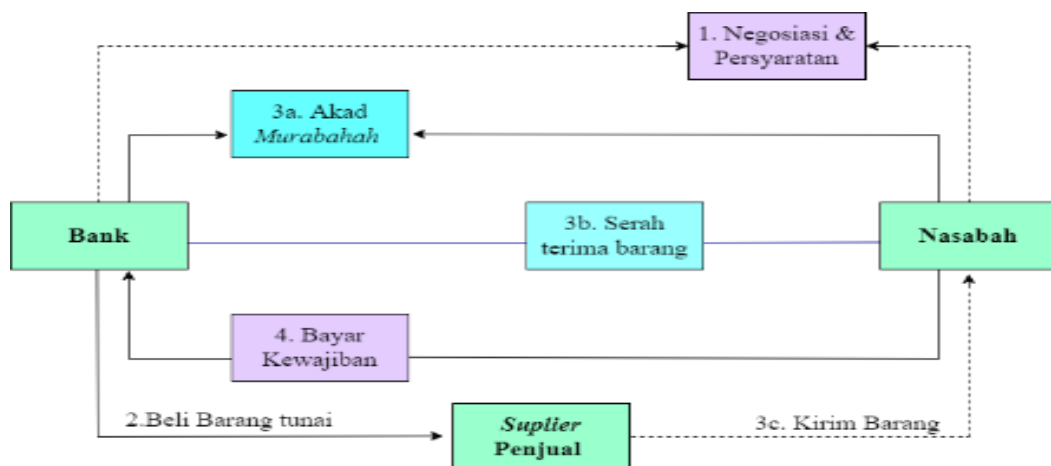 1. Negosiasi &
Persyaratan
3a. Akad
Murabahah
Bank
3b. Serah
terima barang
Nasabah
4. Bayar
Kewajiban
2.Beli Barang tunai
Suplier
Penjual
3c. Kirim Barang